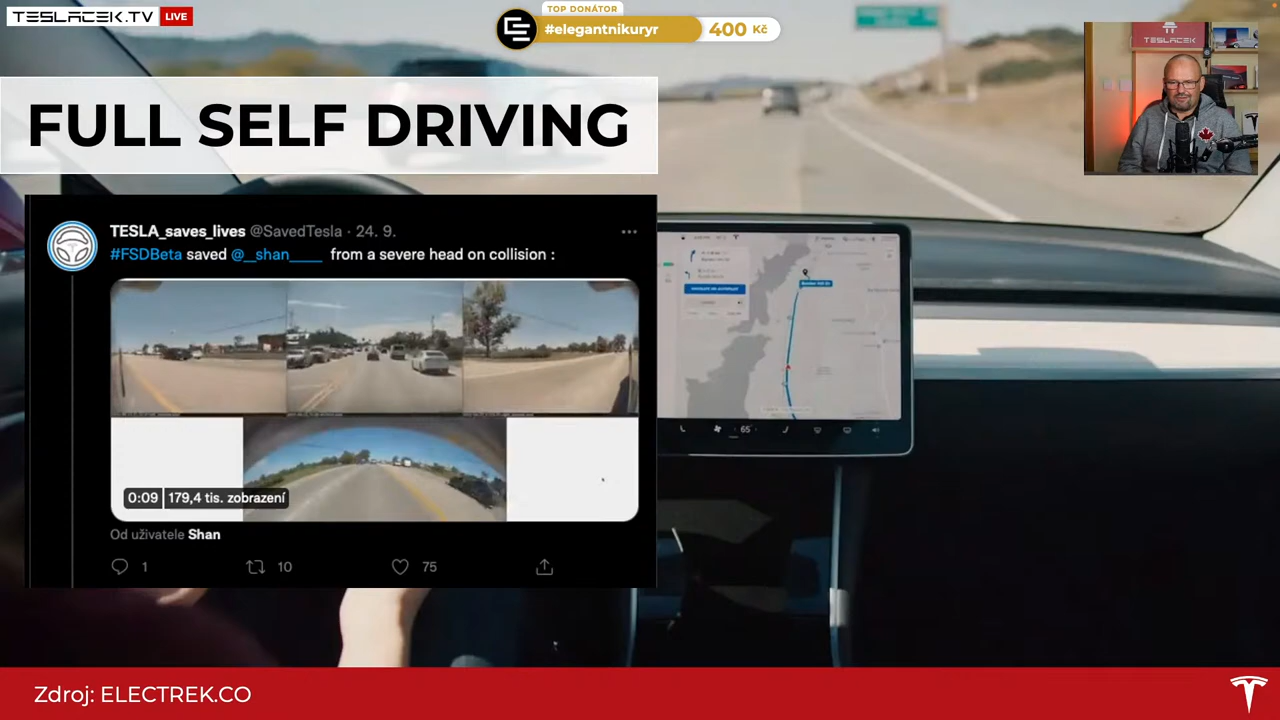 TESLACEK.TV LIVE
TOP DONÁTOR
#elegantnikuryr 400 Kč
TESLACEK
FULL SELF DRIVING
TESLA_saves_lives @SavedTesla · 24. 9.
#FSDBeta saved @__shan____ from a severe head on collision :
0:09 179,4 tis. zobrazení
Od uživatele Shan
1 10 75
65
Zdroj: ELECTREK.CO